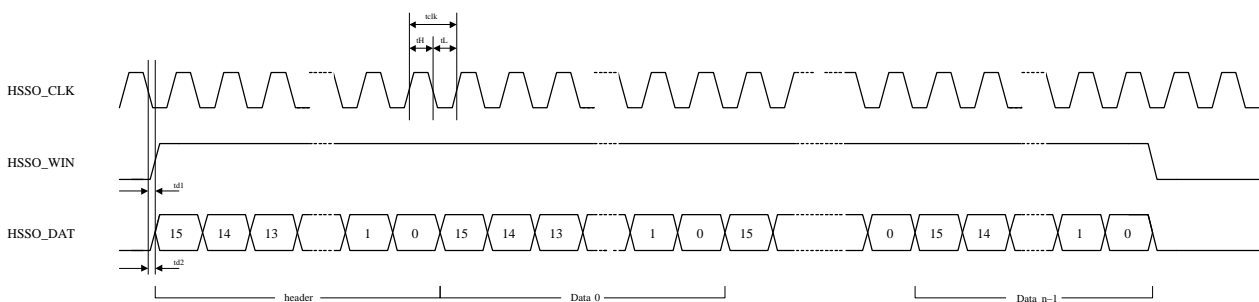 tclk
tH tL
HSSO_CLK
HSSO_WIN
td1
HSSO_DAT 15 14 13 1 0 15 14 13 1 0 15 0 15 14 1 0
td2
header Data 0 Data n–1